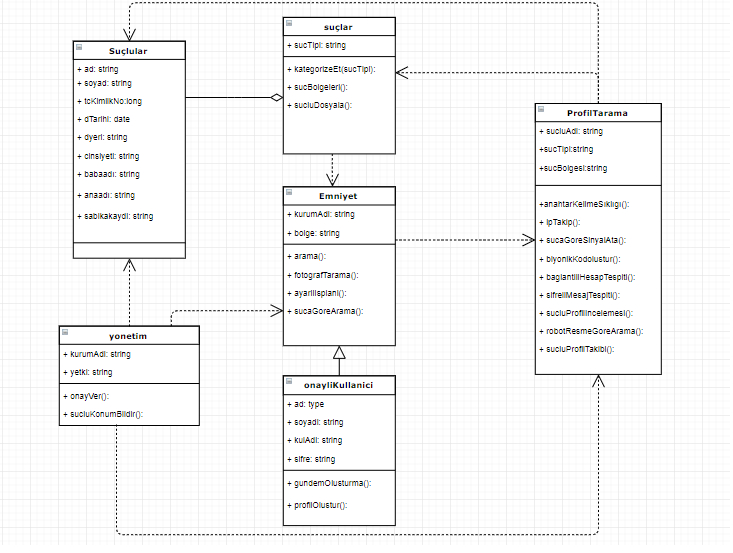 Suçlular
+ ad: string
+ soyad: string
+ tcKimlikNo:long
+ dTarihi: date
+ dyeri: string
+ cinsiyeti: string
+ babaadı: string
+ anaadı: string
+ sabikakaydi: string
suçlar
+ sucTipi: string
+ kategorizeEt(sucTipi):
+ sucBolgeleri():
+ sucluDosyala():
Emniyet
+ kurumAdi: string
+ bolge: string
+ arama():
+ fotografTarama():
+ ayarliIsplani():
+ sucaGoreArama():
ProfilTarama
+ sucluAdi: string
+sucTipi:string
+sucBolgesi:string
+anahtarKelimeSikligi():
+ ipTakip():
+ sucaGoreSinyalAta():
+ biyonikKodolustur():
+ baglantiliHesapTespiti():
+ sifreliMesajTespiti():
+ sucluProfilIncelemesi():
+ robotResmeGoreArama():
+ sucluProfilTakibi():
yonetim
+ kurumAdi: string
+ yetki: string
+ onayVer():
+ sucluKonumBildir():
onayliKullanici
+ ad: type
+ soyadi: string
+ kulAdi: string
+ sifre: string
+ gundemOlusturma():
+ profilOlustur():